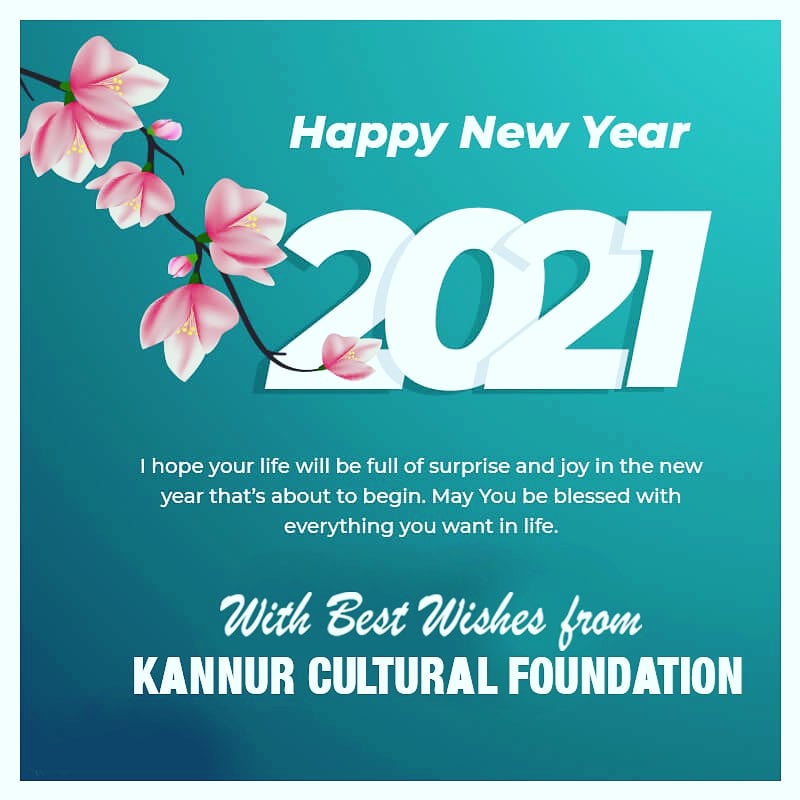 Happy New Year
2021
I hope your life will be full of surprise and joy in the new
year that's about to begin. May You be blessed with
everything you want in life.
With Best Wishes from
KANNUR CULTURAL FOUNDATION